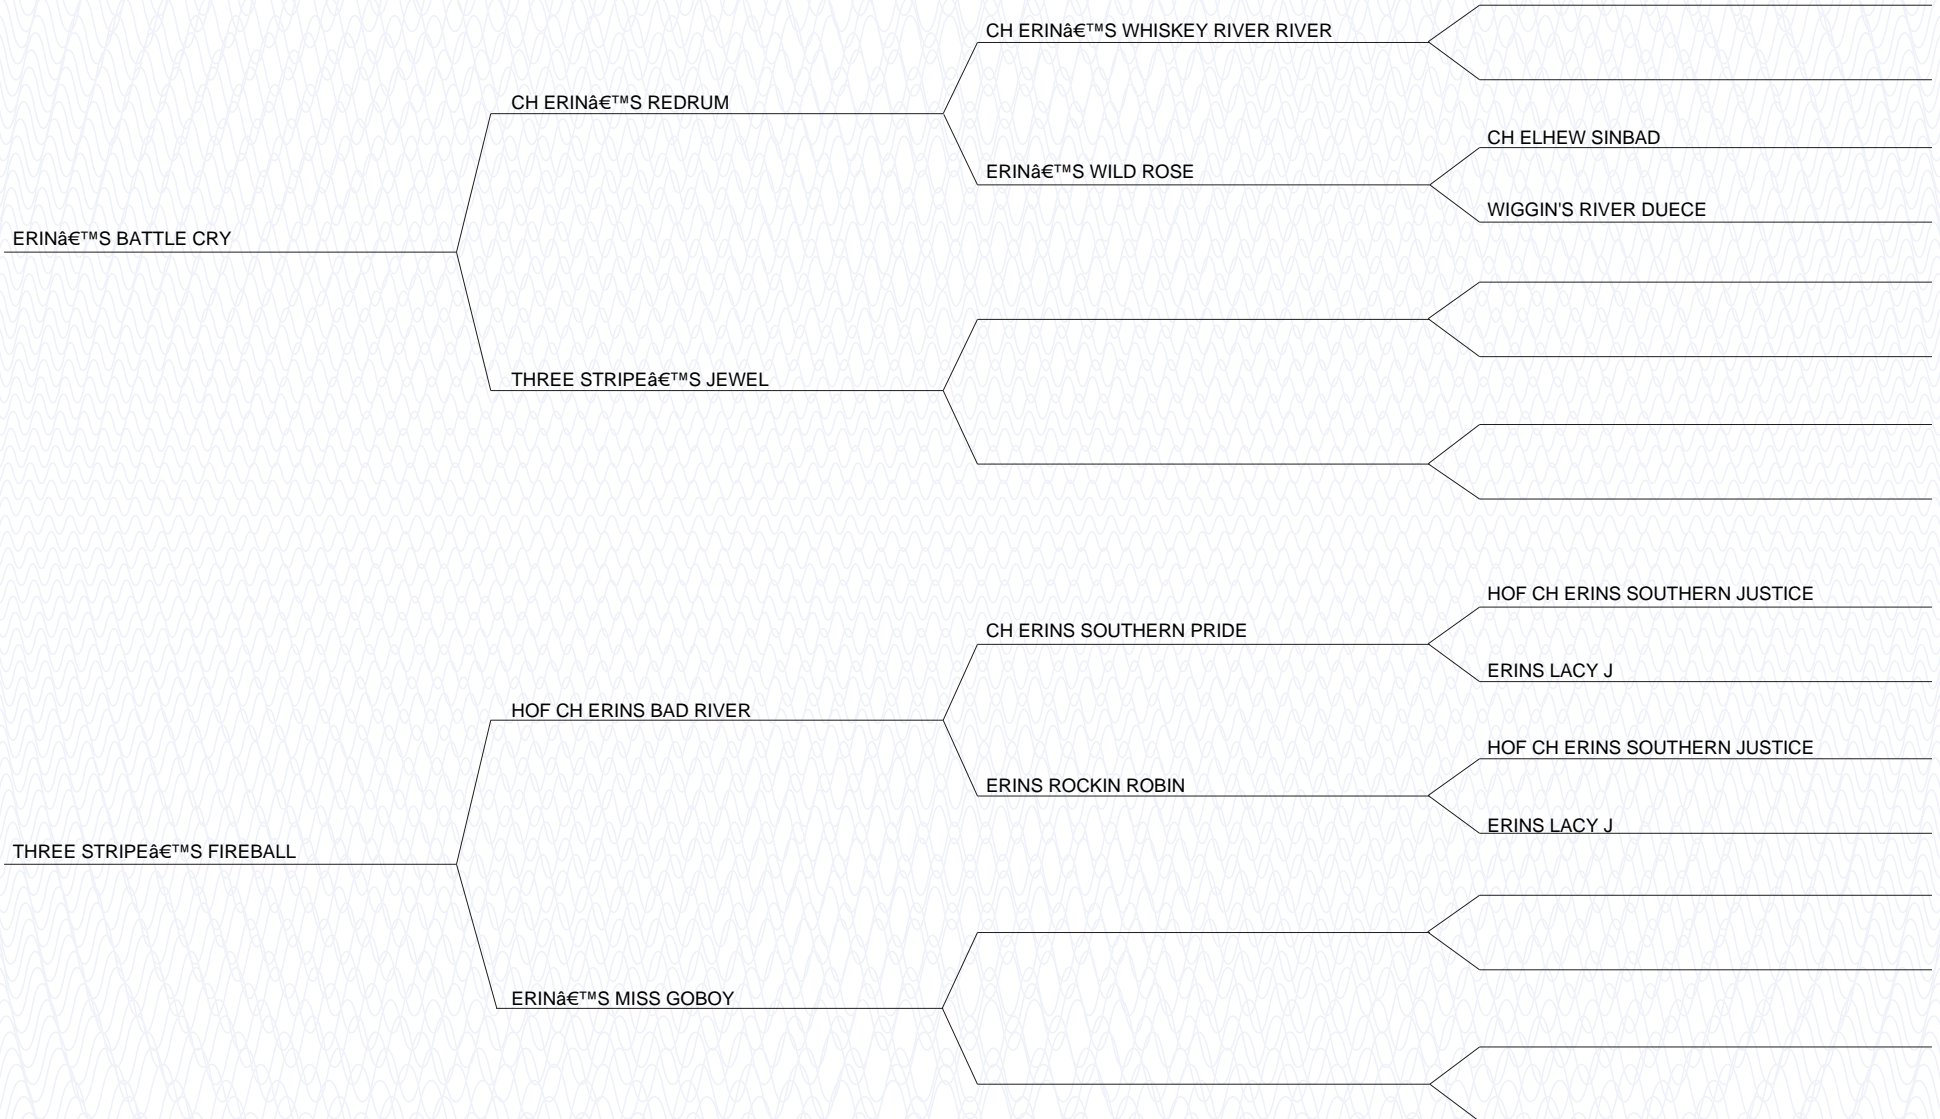 CH ERINâ€™S WHISKEY RIVER RIVER
CH ERINâ€™S REDRUM
CH ELHEW SINBAD
ERINâ€™S WILD ROSE
WIGGIN'S RIVER DUECE
ERINâ€™S BATTLE CRY
THREE STRIPEâ€™S JEWEL
HOF CH ERINS SOUTHERN JUSTICE
CH ERINS SOUTHERN PRIDE
ERINS LACY J
HOF CH ERINS BAD RIVER
HOF CH ERINS SOUTHERN JUSTICE
ERINS ROCKIN ROBIN
ERINS LACY J
THREE STRIPEâ€™S FIREBALL
ERINâ€™S MISS GOBOY